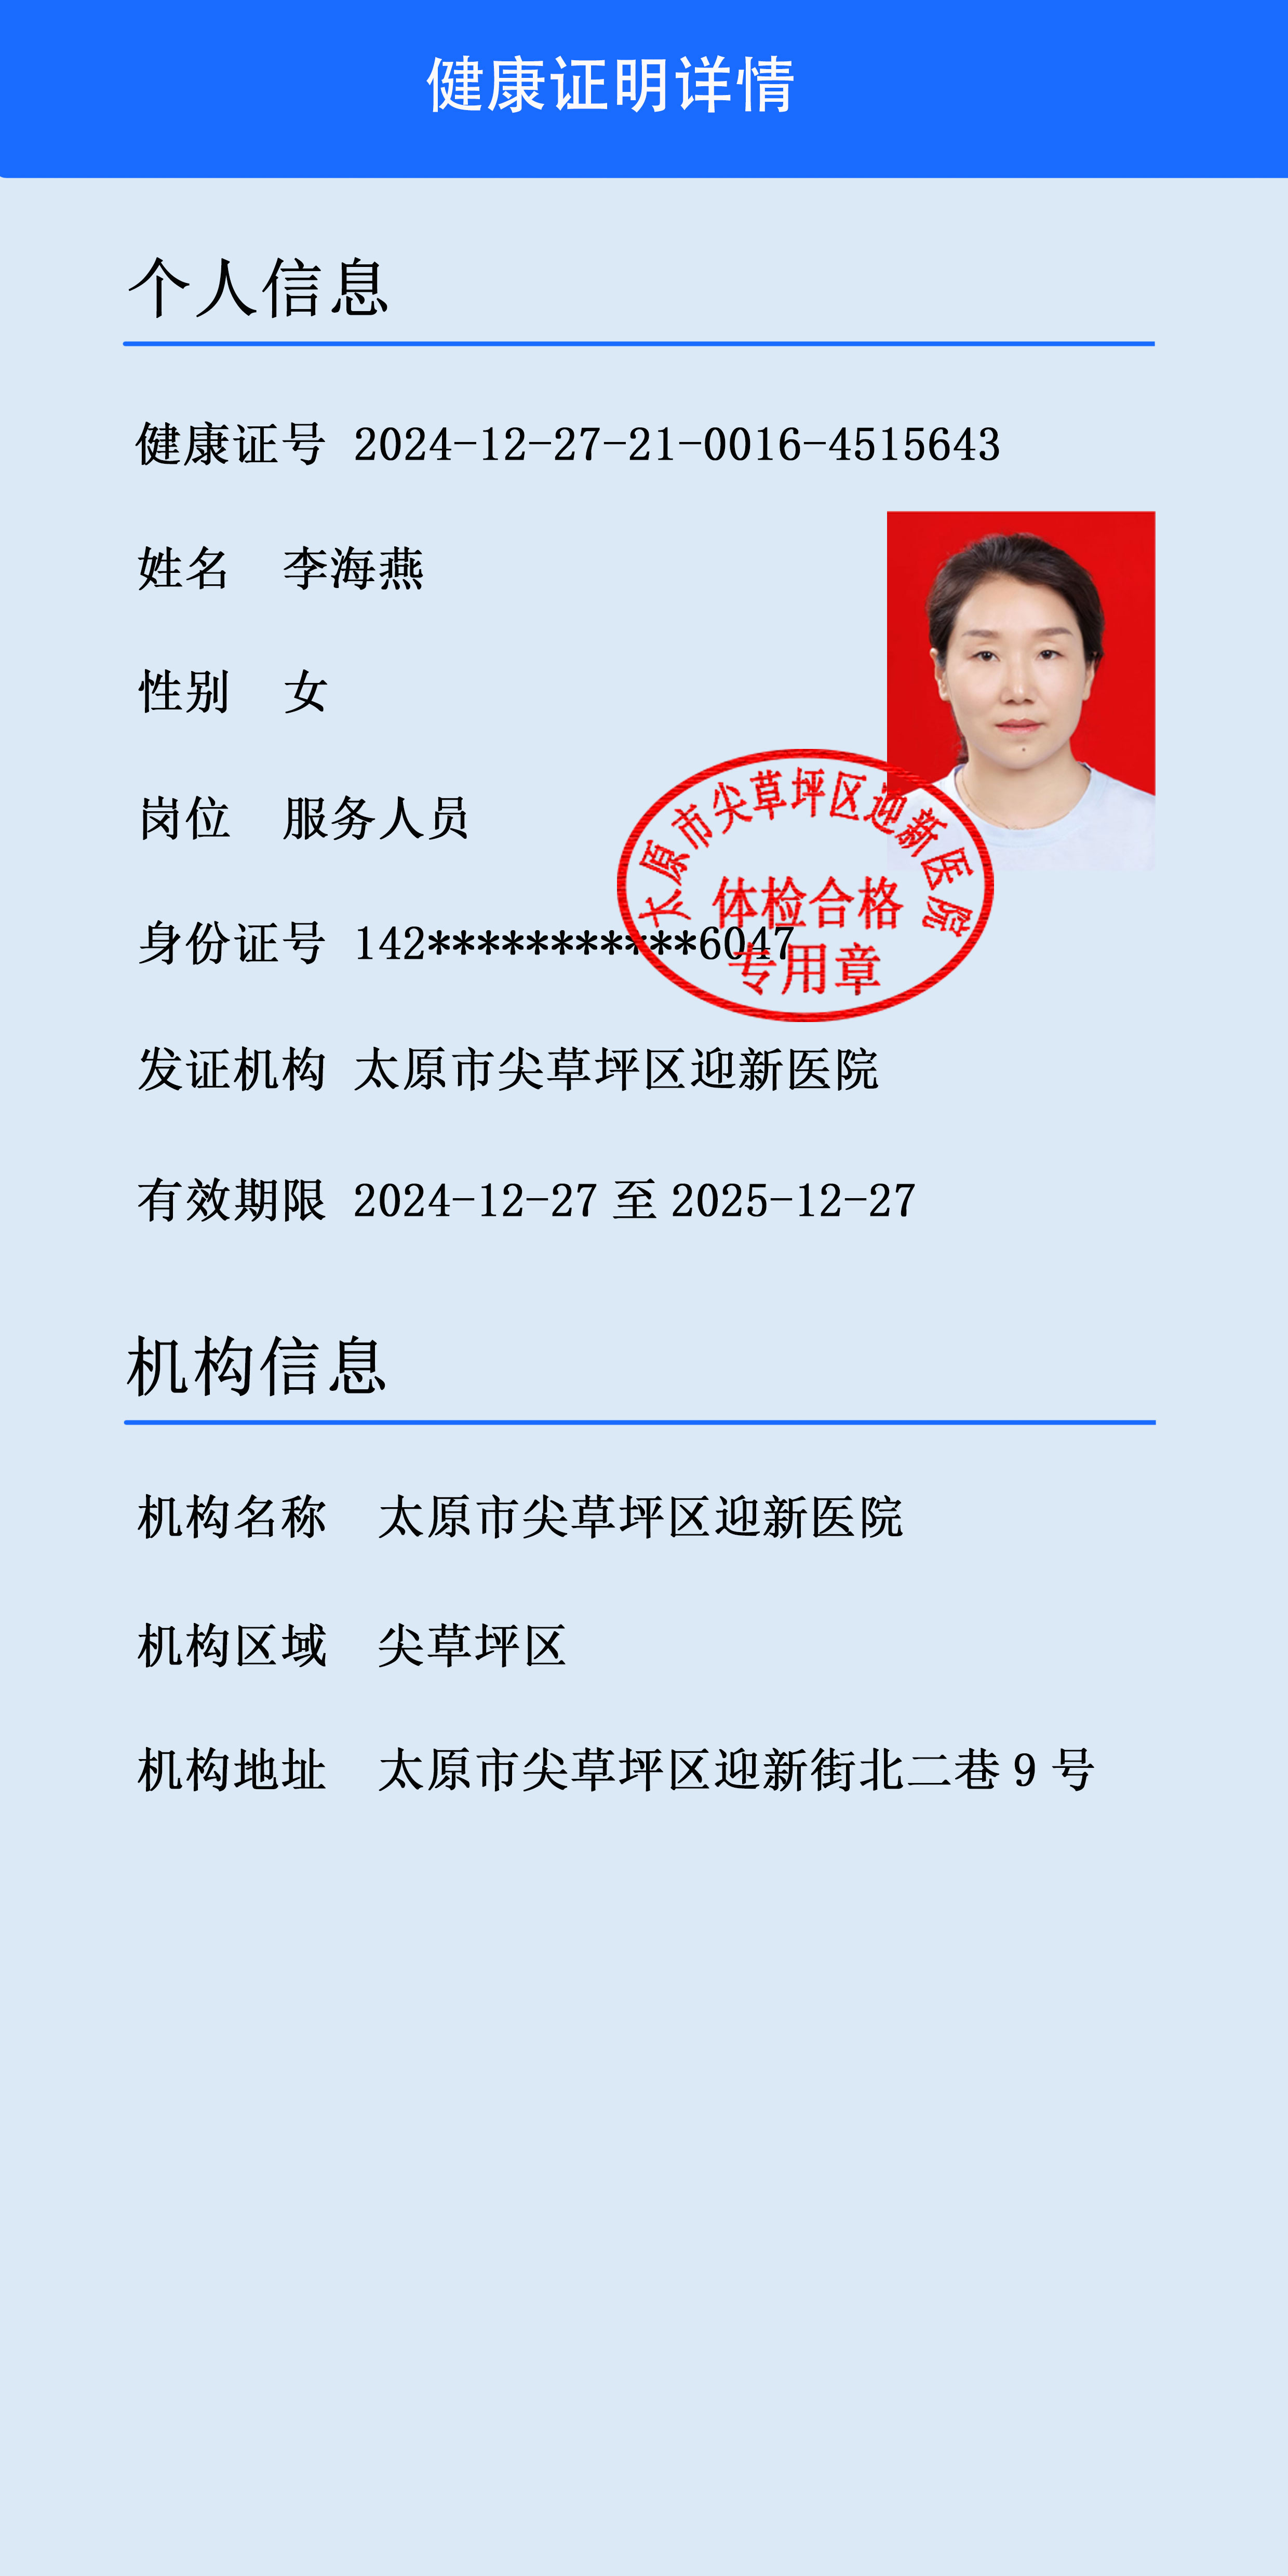 健康证明详情
个人信息
健康证号 2024-12-27-21-0016-4515643
姓名 李海燕
性别 女
岗位 服务人员
太原市尖草坪区迎新医院
体检合格
专用章
身份证号 142***********6047
发证机构 太原市尖草坪区迎新医院
有效期限 2024-12-27 至 2025-12-27
机构信息
机构名称 太原市尖草坪区迎新医院
机构区域 尖草坪区
机构地址 太原市尖草坪区迎新街北二巷 9 号